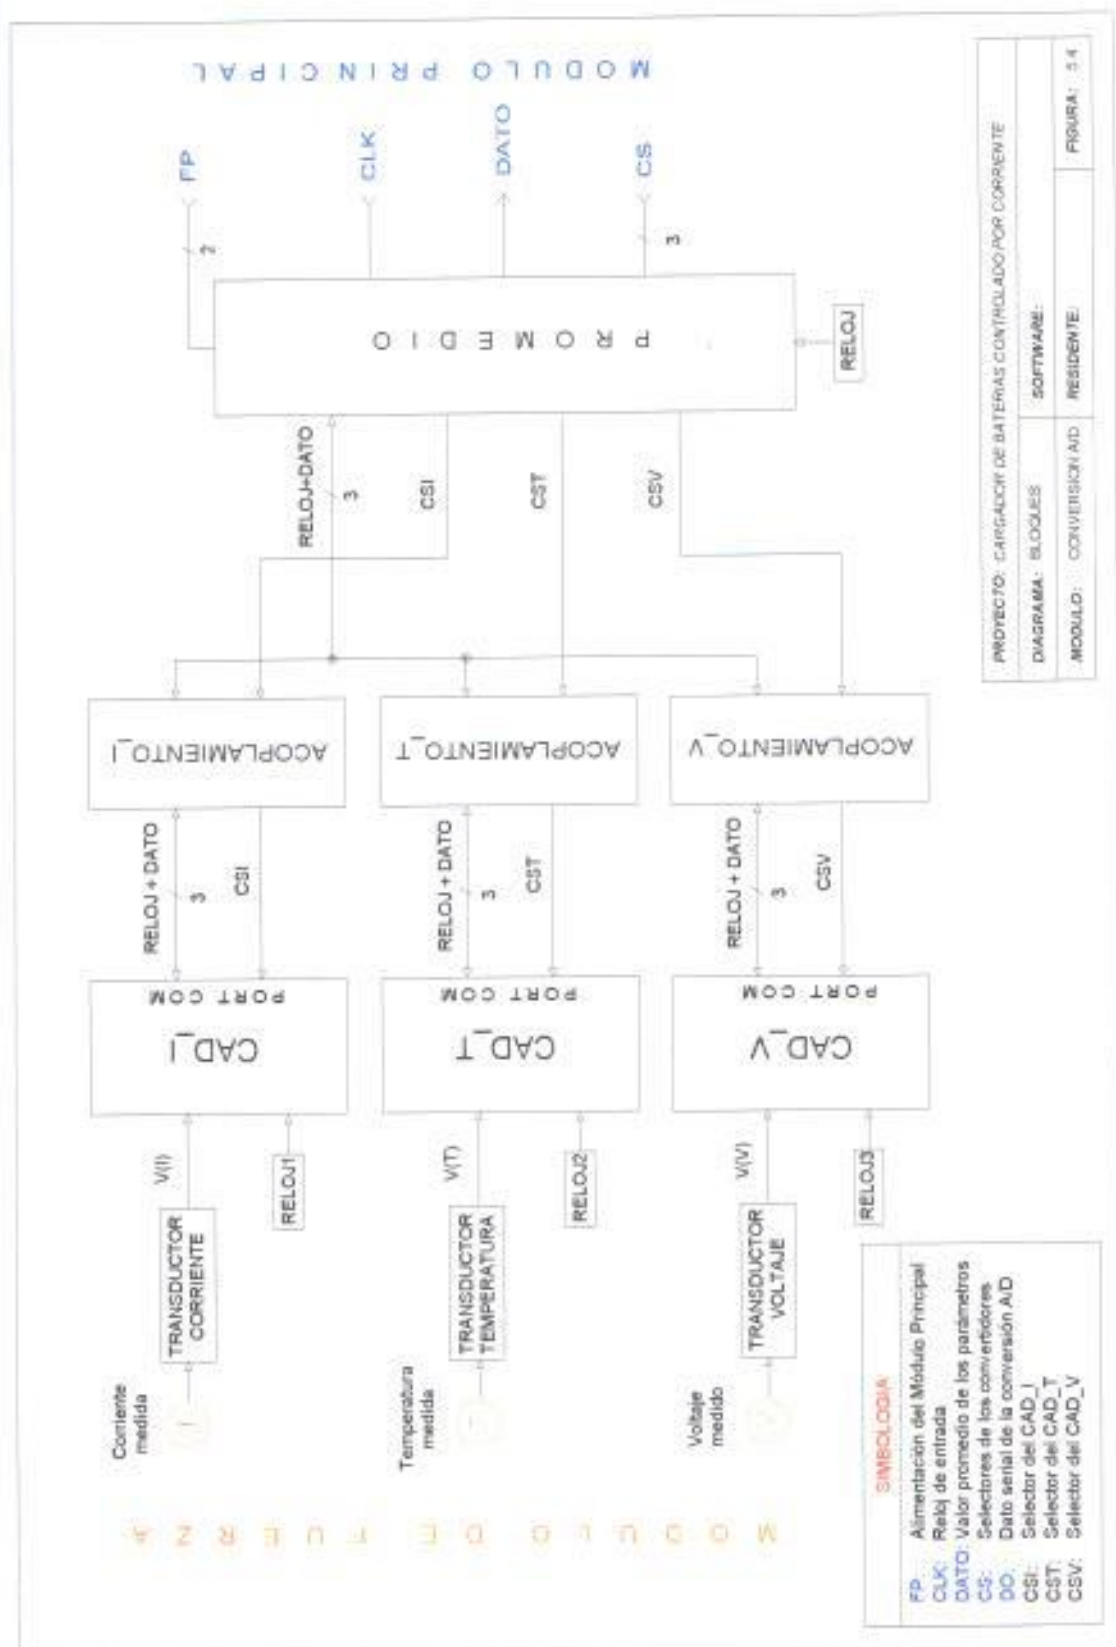 MODULO DE FUERZA
Corriente
medida
I
TRANSDUCTOR
CORRIENTE
V(I)
RELOJ1
CAD_I
PORT COM
RELOJ + DATO
3
CSI
ACOPLAMIENTO_I
Temperatura
medida
TRANSDUCTOR
TEMPERATURA
V(T)
RELOJ2
CAD_T
PORT COM
RELOJ + DATO
3
CST
ACOPLAMIENTO_T
Voltaje
medido
TRANSDUCTOR
VOLTAJE
V(V)
RELOJ3
CAD_V
PORT COM
RELOJ + DATO
3
CSV
ACOPLAMIENTO_V
RELOJ+DATO
3
CSI
CST
CSV
PROMEDIO
RELOJ
2
FP
CLK
DATO
3
CS
MODULO PRINCIPAL
SIMBOLOGIA
FP: Alimentación del Módulo Principal
CLK: Reloj de entrada
DATO: Valor promedio de los parámetros
CS: Selectores de los convertidores
DO: Dato serial de la conversión A/D
CSI: Selector del CAD_I
CST: Selector del CAD_T
CSV: Selector del CAD_V
PROYECTO: CARGADOR DE BATERIAS CONTROLADO POR CORRIENTE
DIAGRAMA: BLOQUES
SOFTWARE:
MODULO: CONVERSION A/D
RESIDENTE:
FIGURA: 5.4